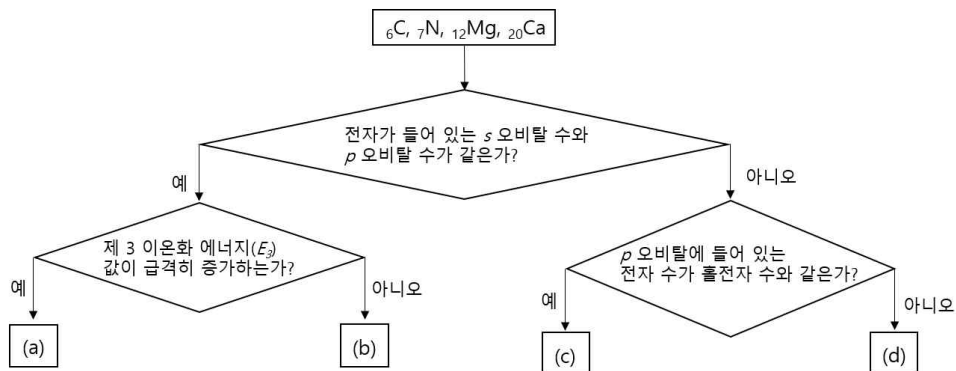 ₆C, ₇N, ₁₂Mg, ₂₀Ca
전자가 들어 있는 s 오비탈 수와
p 오비탈 수가 같은가?
예
아니오
제 3 이온화 에너지(E₃)
값이 급격히 증가하는가?
p 오비탈에 들어 있는
전자 수가 홀전자 수와 같은가?
예
아니오
예
아니오
(a)
(b)
(c)
(d)